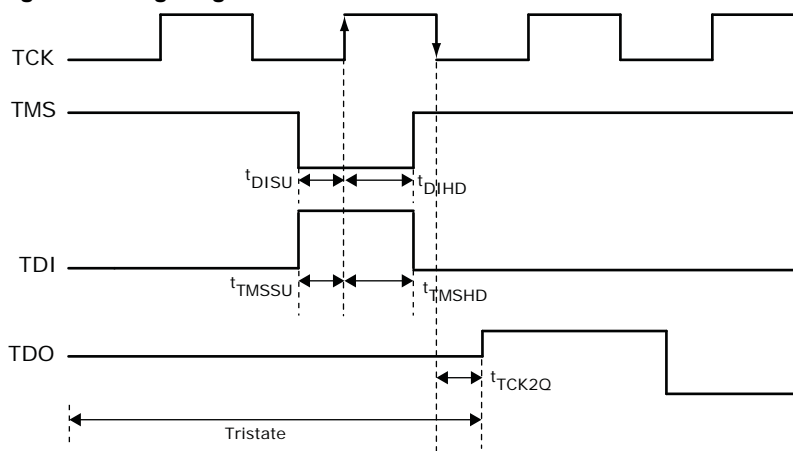 TCK
TMS
tDISU
tDIHD
TDI
tTMSSU
tTMSHD
TDO
tTCK2Q
Tristate